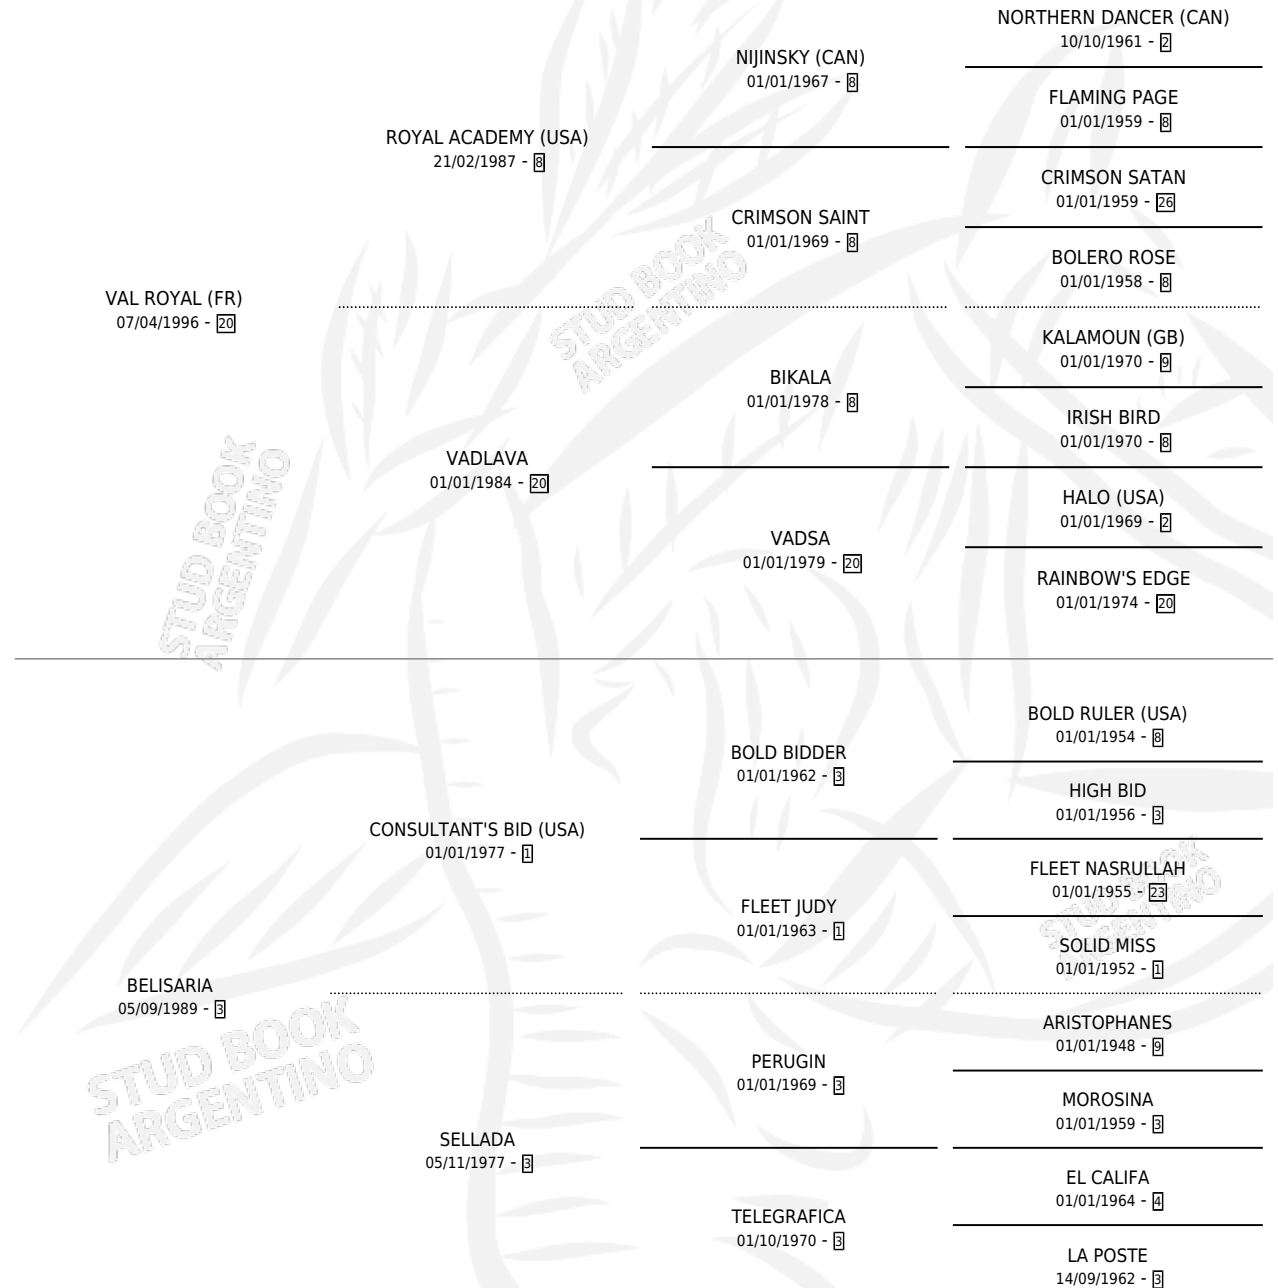 NORTHERN DANCER (CAN)
10/10/1961 - 2
NIJINSKY (CAN)
01/01/1967 - 8
FLAMING PAGE
01/01/1959 - 8
ROYAL ACADEMY (USA)
21/02/1987 - 8
CRIMSON SATAN
01/01/1959 - 26
CRIMSON SAINT
01/01/1969 - 8
BOLERO ROSE
01/01/1958 - 8
VAL ROYAL (FR)
07/04/1996 - 20
STUD BOOK
ARGENTINO
KALAMOUN (GB)
01/01/1970 - 9
BIKALA
01/01/1978 - 8
IRISH BIRD
01/01/1970 - 8
VADLAVA
01/01/1984 - 20
HALO (USA)
01/01/1969 - 2
VADSA
01/01/1979 - 20
RAINBOW'S EDGE
01/01/1974 - 20
STUD BOOK
ARGENTINO
BOLD RULER (USA)
01/01/1954 - 8
BOLD BIDDER
01/01/1962 - 3
HIGH BID
01/01/1956 - 3
CONSULTANT'S BID (USA)
01/01/1977 - 1
FLEET NASRULLAH
01/01/1955 - 23
FLEET JUDY
01/01/1963 - 1
STUD BOOK
ARGENTINO
SOLID MISS
01/01/1952 - 1
BELISARIA
05/09/1989 - 3
ARISTOPHANES
01/01/1948 - 9
PERUGIN
01/01/1969 - 3
STUD BOOK
ARGENTINO
MOROSINA
01/01/1959 - 3
SELLADA
05/11/1977 - 3
EL CALIFA
01/01/1964 - 4
TELEGRAFICA
01/10/1970 - 3
LA POSTE
14/09/1962 - 3